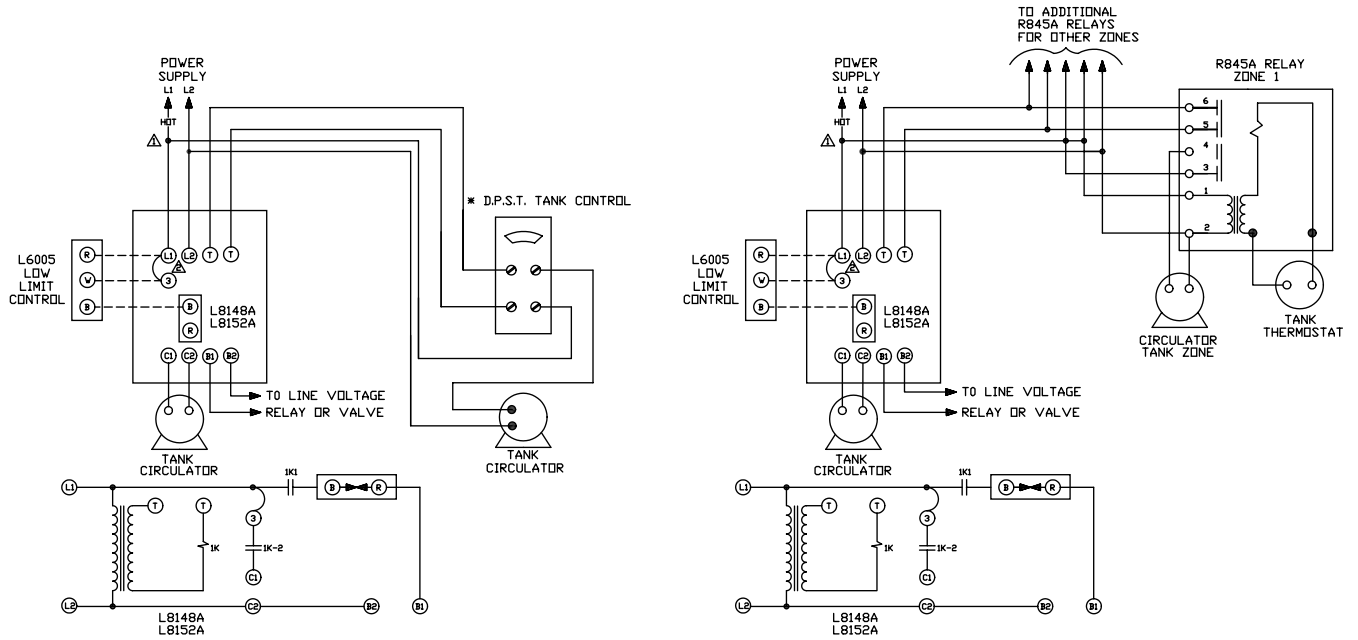 TO ADDITIONAL
R845A RELAYS
FOR OTHER ZONES
POWER
SUPPLY
L1 L2
HOT
1
* D.P.S.T. TANK CONTROL
L6005
LOW
LIMIT
CONTROL
R
W
B
L1 L2 T T
2
3
B
R
L8148A
L8152A
C1 C2 B1 B2
TO LINE VOLTAGE
RELAY OR VALVE
TANK
CIRCULATOR
TANK
CIRCULATOR
L1
1K1
B R
T T
3
1K
1K-2
C1
L2
C2
B2
B1
L8148A
L8152A
POWER
SUPPLY
L1 L2
HOT
1
R845A RELAY
ZONE 1
6
5
4
3
1
2
L6005
LOW
LIMIT
CONTROL
R
W
B
L1 L2 T T
2
3
B
R
L8148A
L8152A
C1 C2 B1 B2
TO LINE VOLTAGE
RELAY OR VALVE
TANK
CIRCULATOR
CIRCULATOR
TANK ZONE
TANK
THERMOSTAT
L1
1K1
B R
T T
3
1K
1K-2
C1
L2
C2
B2
B1
L8148A
L8152A